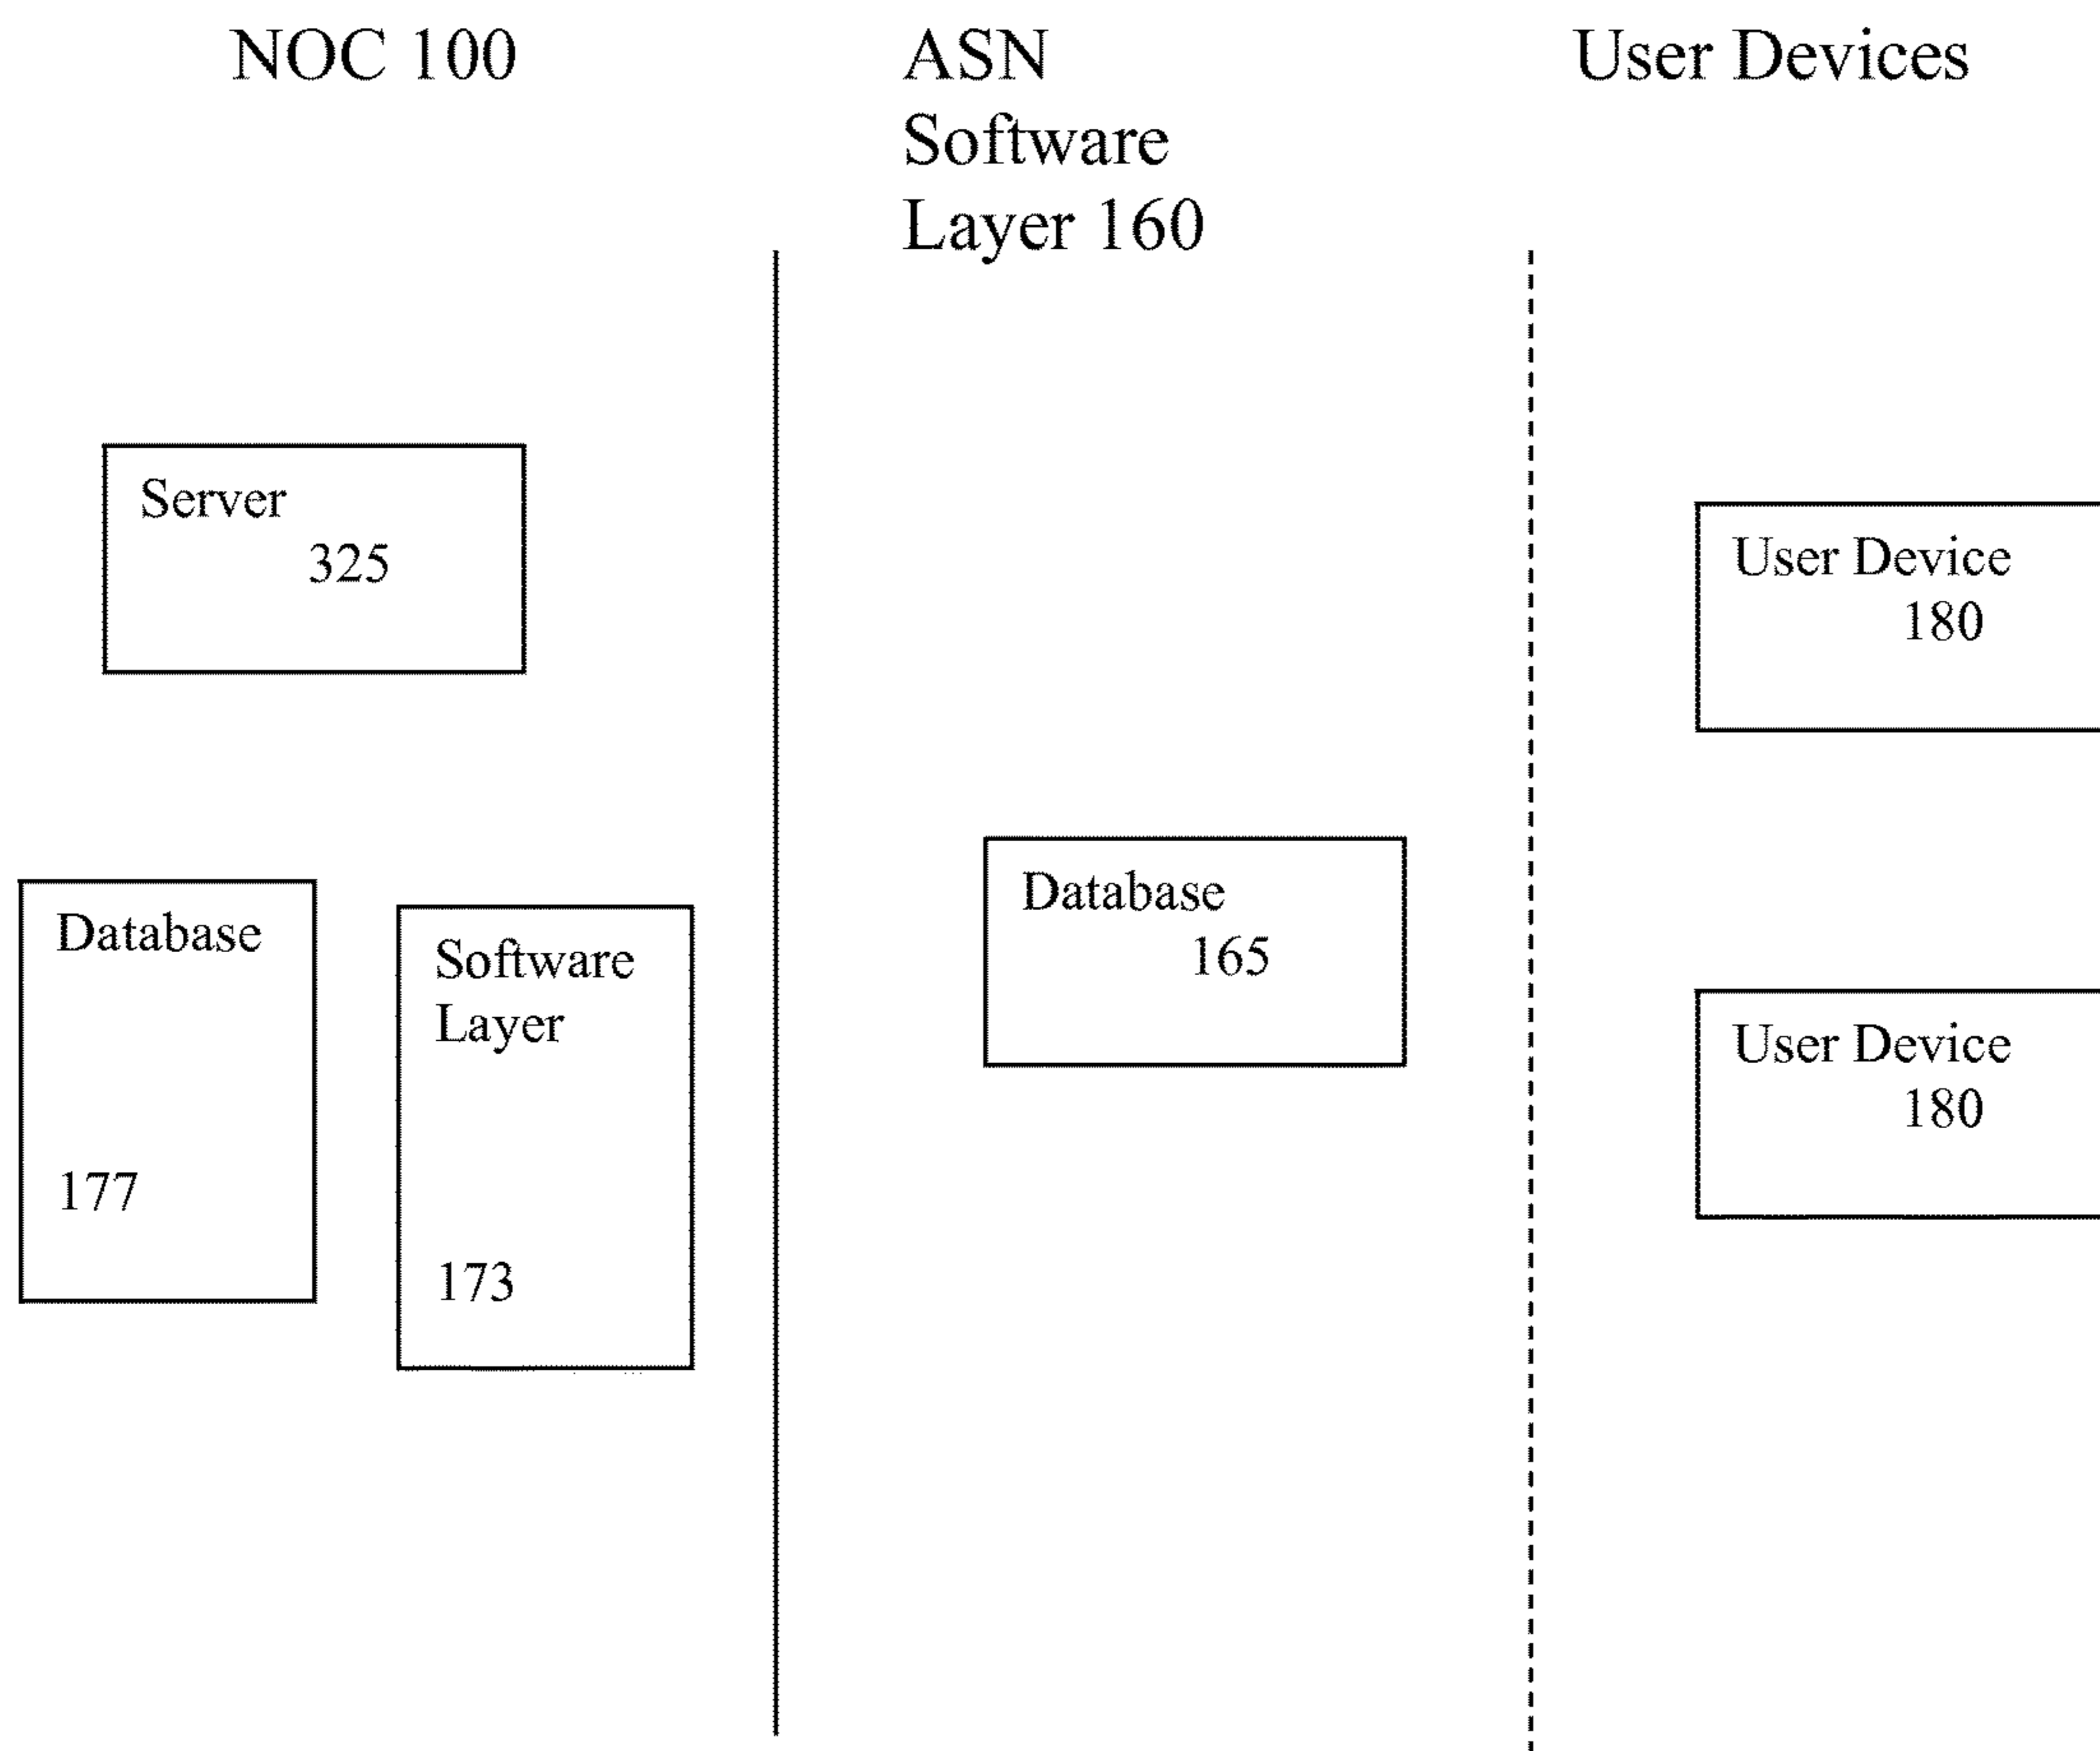 NOC 100
ASN
Software
Layer 160
User Devices
Server
325
Database
177
Software
Layer
173
Database
165
User Device
180
User Device
180